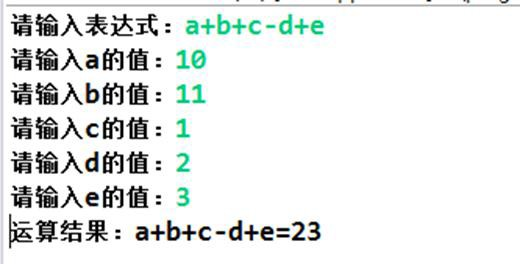 请输入表达式：a+b+c-d+e
请输入a的值：10
请输入b的值：11
请输入c的值：1
请输入d的值：2
请输入e的值：3
运算结果：a+b+c-d+e=23